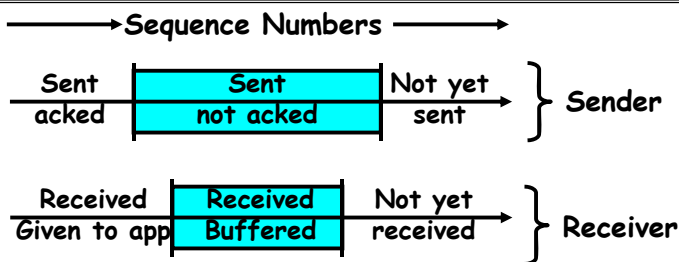 Sequence Numbers
Sent Sent Not yet
acked not acked sent
Sender
Received Received Not yet
Given to app Buffered received
Receiver